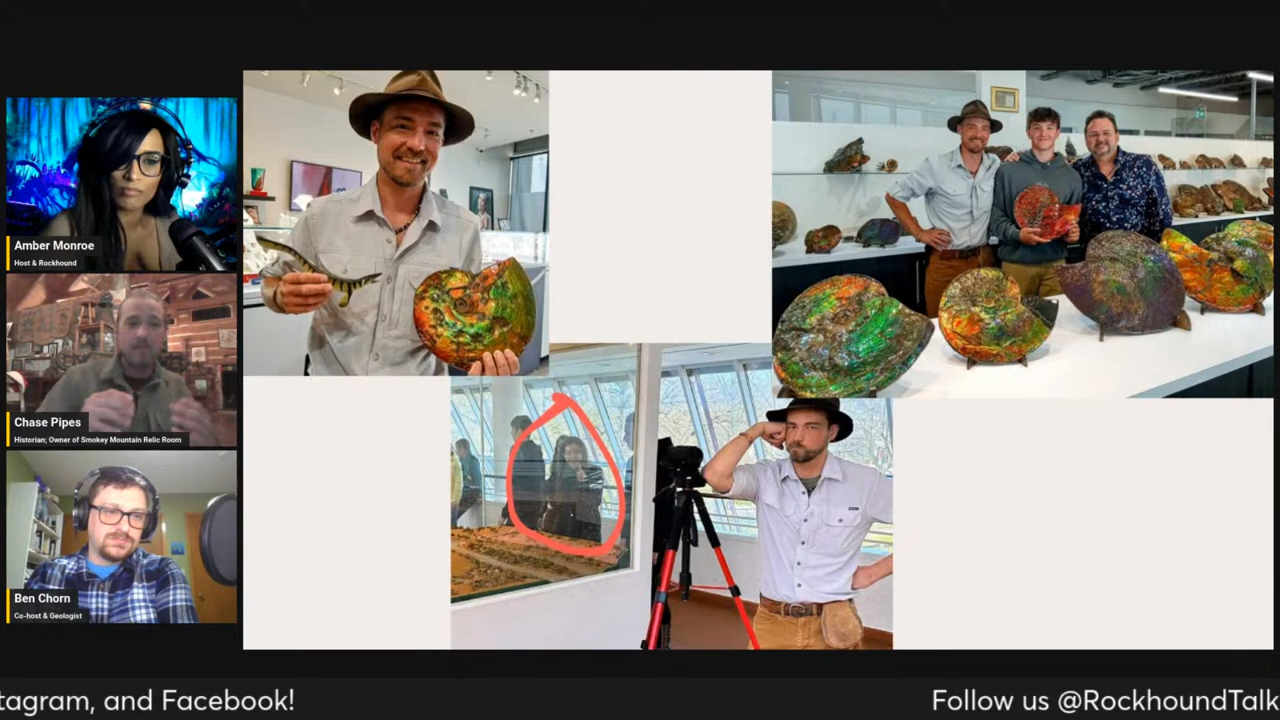 Amber Monroe
Host & Rockhound
Chase Pipes
Historian; Owner of Smokey Mountain Relic Room
Ben Chorn
Co-host & Geologist
tagram, and Facebook!
Follow us @RockhoundTalk